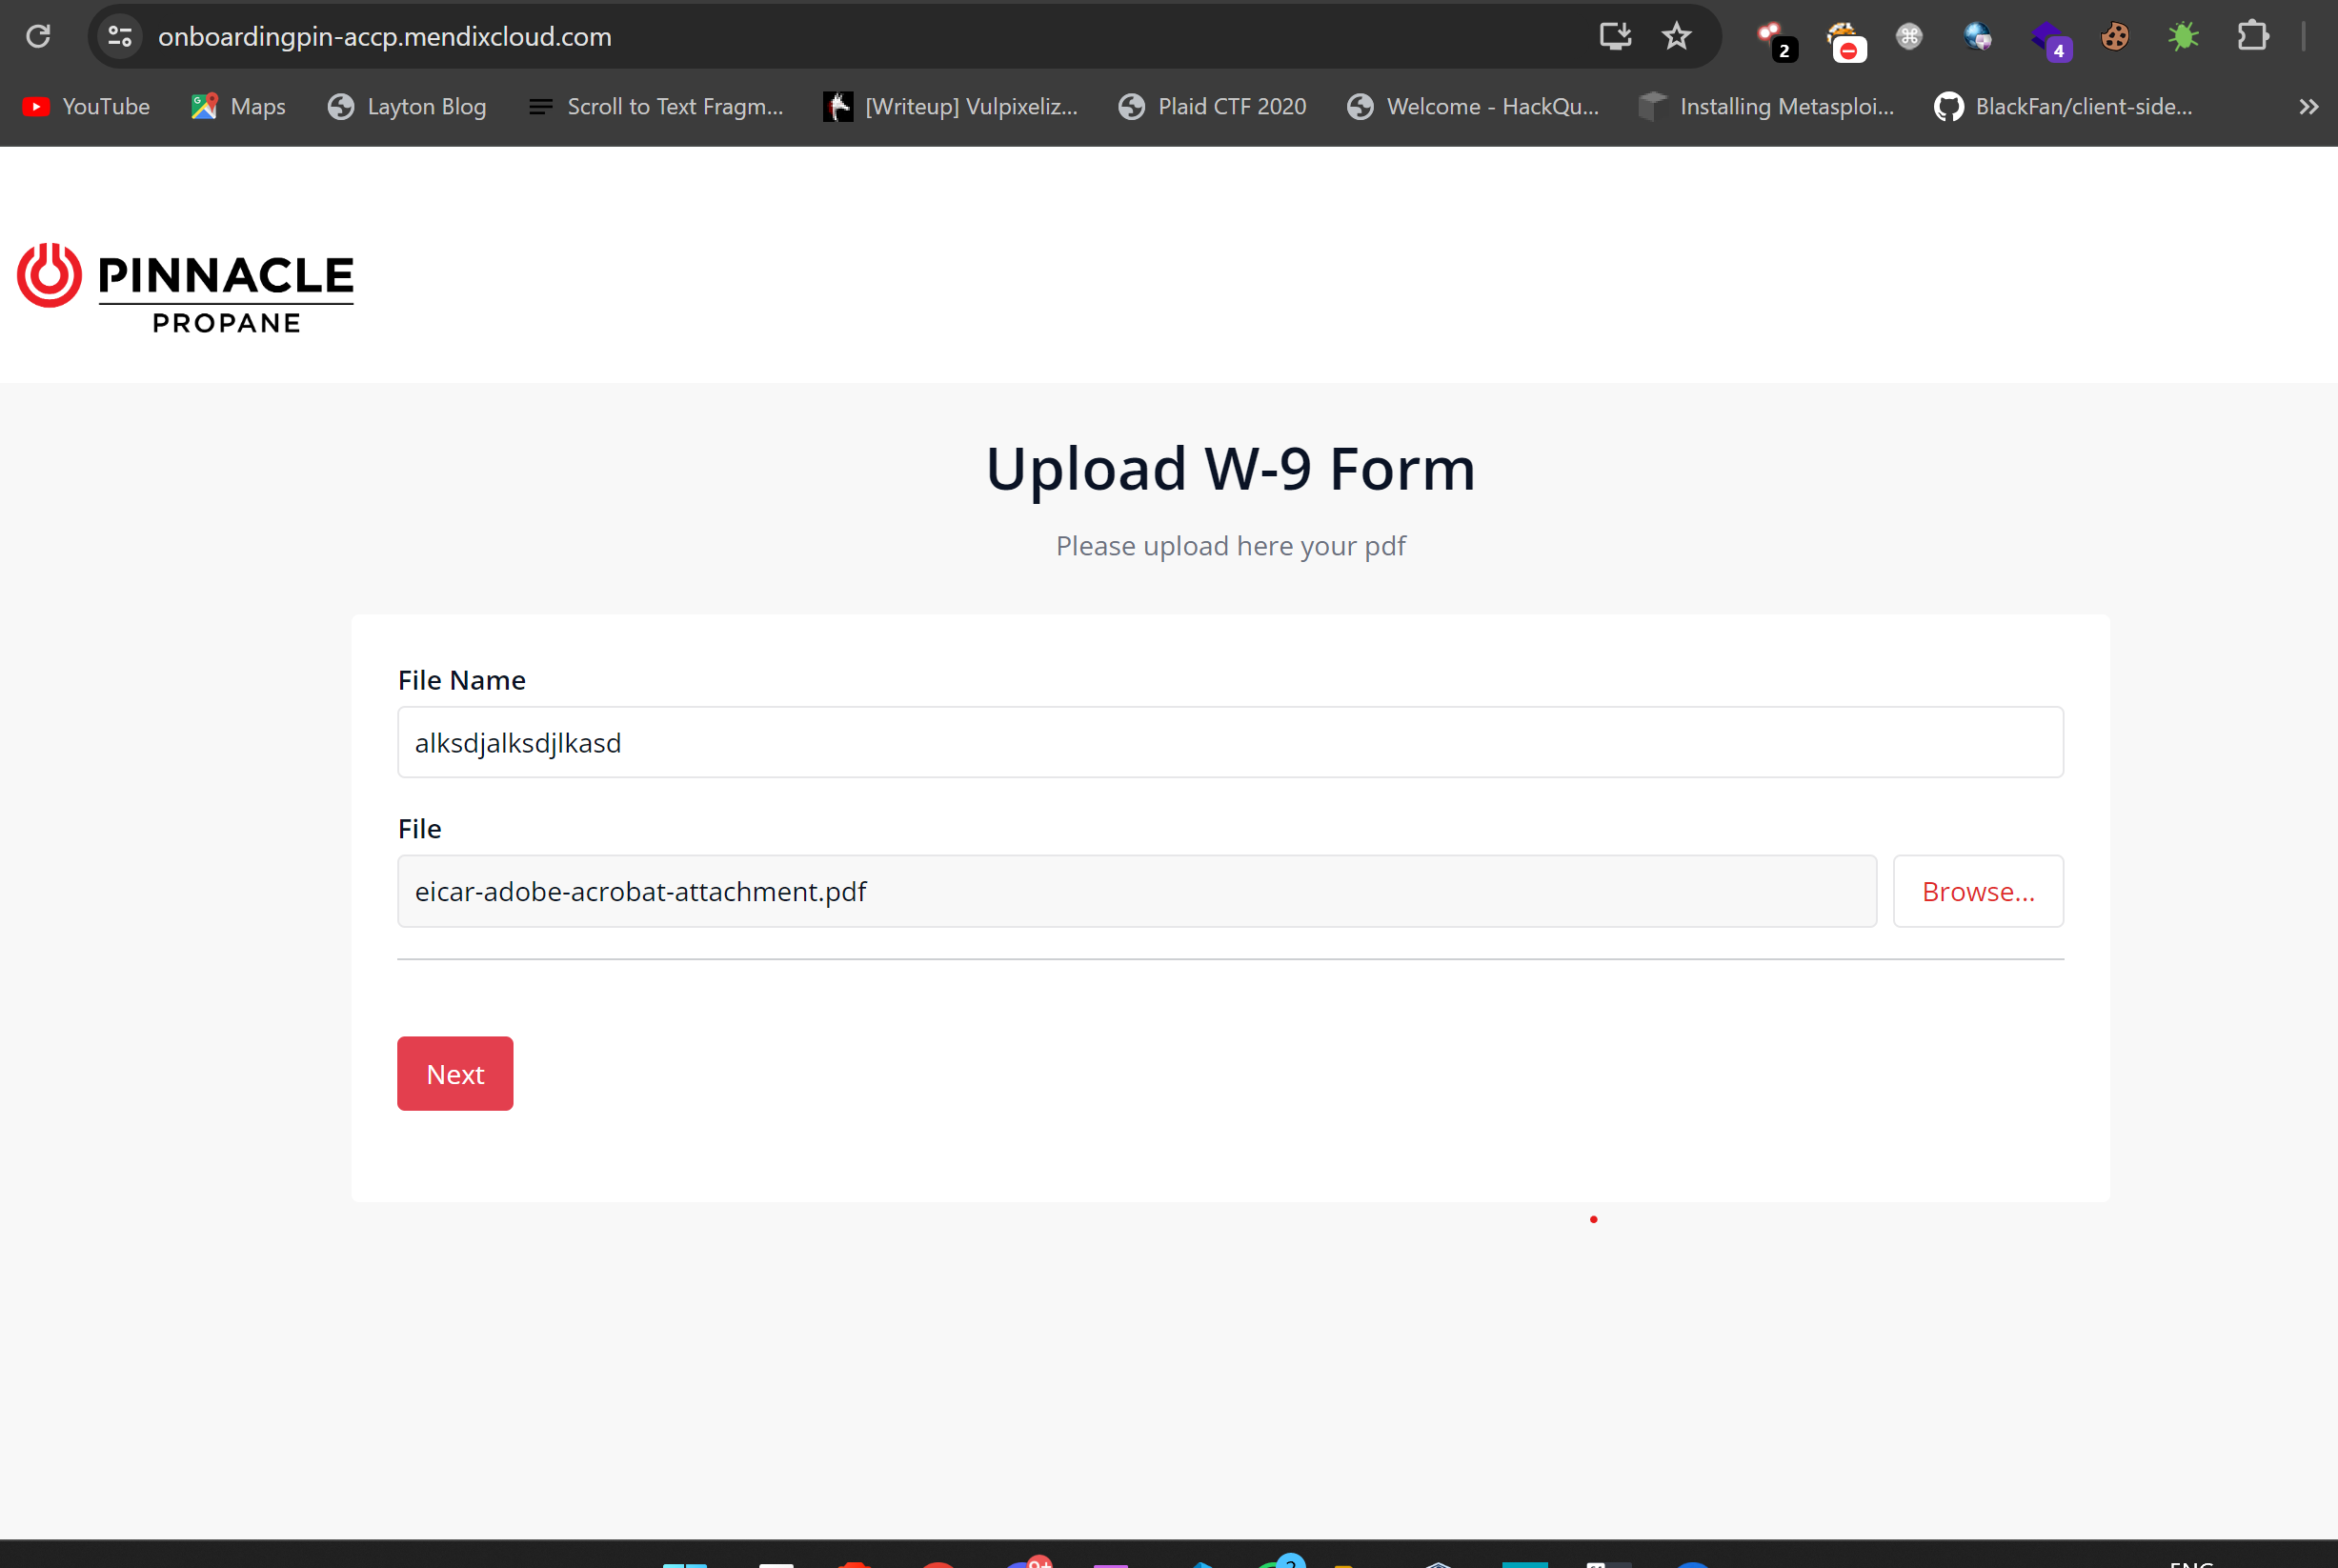 onboardingpin-accp.mendixcloud.com
2
4
YouTube
Maps
Layton Blog
Scroll to Text Fragm...
[Writeup] Vulpixeliz...
Plaid CTF 2020
Welcome - HackQu...
Installing Metasploi...
BlackFan/client-side...
PINNACLE
PROPANE
Upload W-9 Form
Please upload here your pdf
File Name
alksdjalksdjlkasd
File
eicar-adobe-acrobat-attachment.pdf
Browse...
Next